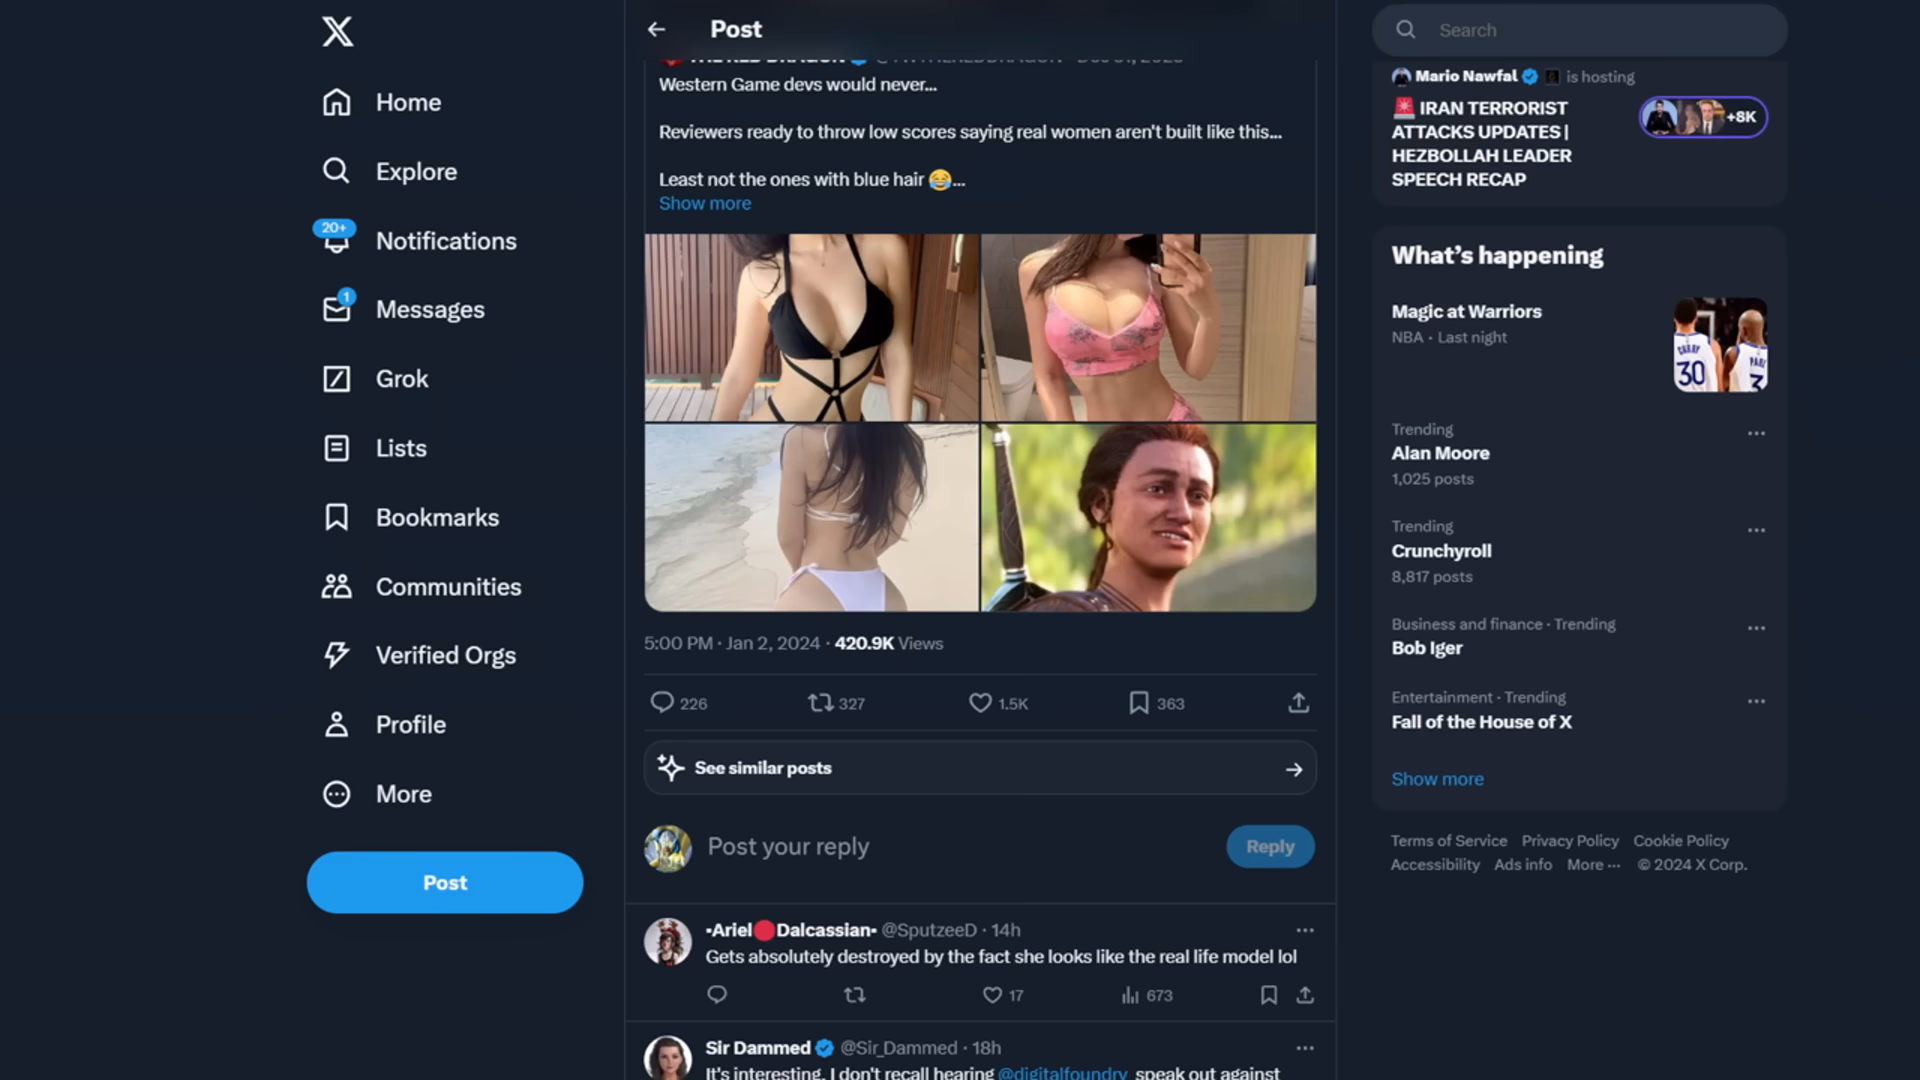 X
Home
Explore
20+
Notifications
1
Messages
Grok
Lists
Bookmarks
Communities
Verified Orgs
Profile
More
Post
Post
Western Game devs would never...
Reviewers ready to throw low scores saying real women aren't built like this...
Least not the ones with blue hair 😂...
Show more
5:00 PM · Jan 2, 2024 · 420.9K Views
226 327 1.5K 363
See similar posts
Post your reply
Reply
•Ariel🔴Dalcassian• @SputzeeD · 14h
Gets absolutely destroyed by the fact she looks like the real life model lol
17 673
Sir Dammed @Sir_Dammed · 18h
It's interesting. I don't recall hearing @digitalfoundry speak out against
Search
Mario Nawfal is hosting
🚨 IRAN TERRORIST
ATTACKS UPDATES |
HEZBOLLAH LEADER
SPEECH RECAP
+8K
What's happening
Magic at Warriors
NBA · Last night
CURRY
30
3
Trending
Alan Moore
1,025 posts
Trending
Crunchyroll
8,817 posts
Business and finance · Trending
Bob Iger
Entertainment · Trending
Fall of the House of X
Show more
Terms of Service Privacy Policy Cookie Policy
Accessibility Ads info More ··· © 2024 X Corp.